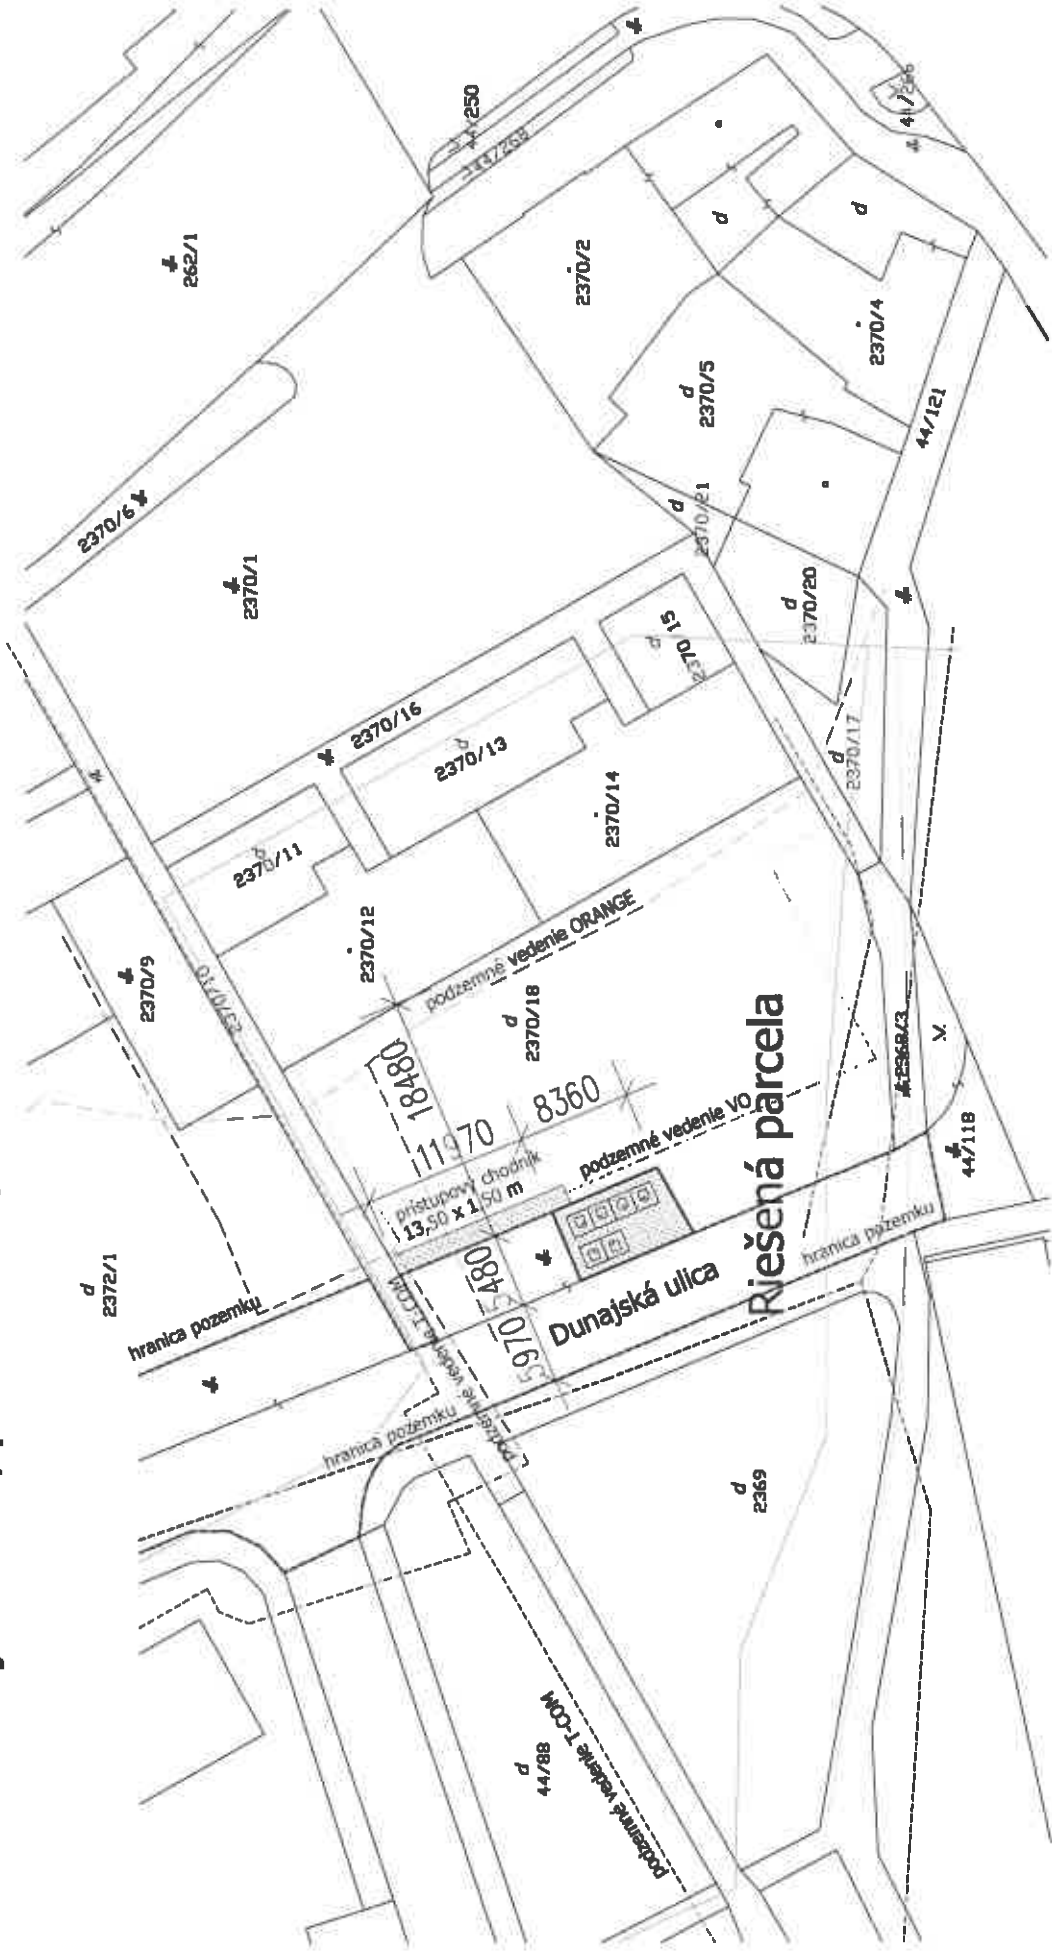 262/1
44/250
44/268
44/266
2370/2
2370/4
2370/5
44/121
2370/6
2370/1
2370/21
2370/20
2370/15
2370/16
2370/13
2370/14
2370/17
2370/11
2370/12
2370/9
2370/10
podzemné vedenie ORANGE
2370/18
18480
11970
8360
prístupový chodník
13,50 x 1,50 m
podzemné vedenie VO
Riešená parcela
2368/3
44/118
2372/1
hranica pozemku
5480
5970
Dunajská ulica
hranica pozemku
podzemné vedenie T-COM
hranica pozemku
2369
44/88
podzemné vedenie T-COM